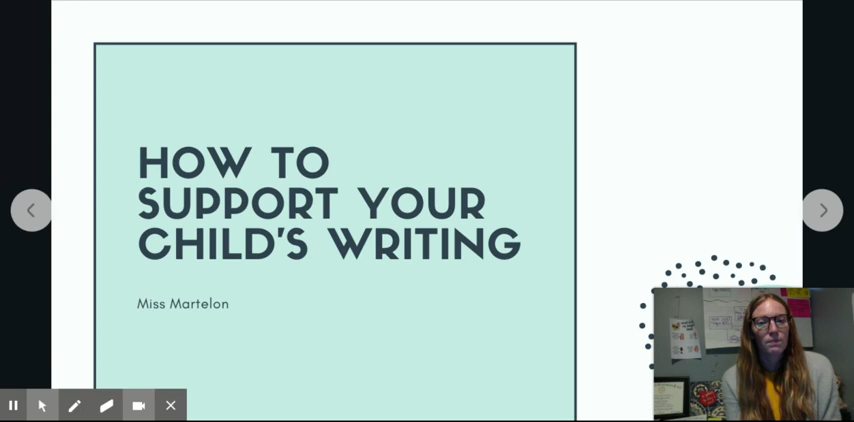 HOW TO
SUPPORT YOUR
CHILD'S WRITING
Miss Martelon